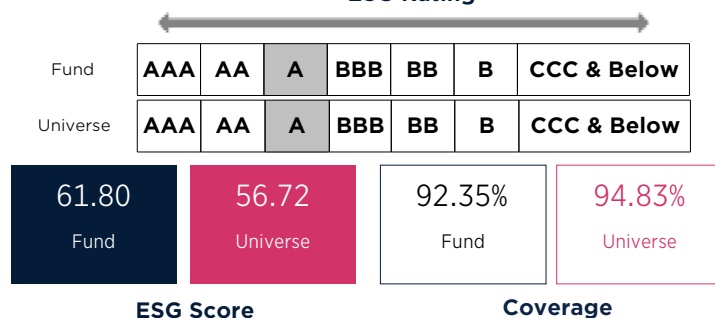 Fund AAA AA A BBB BB B CCC & Below
Universe AAA AA A BBB BB B CCC & Below
61.80 56.72 92.35% 94.83%
Fund Universe Fund Universe
ESG Score Coverage